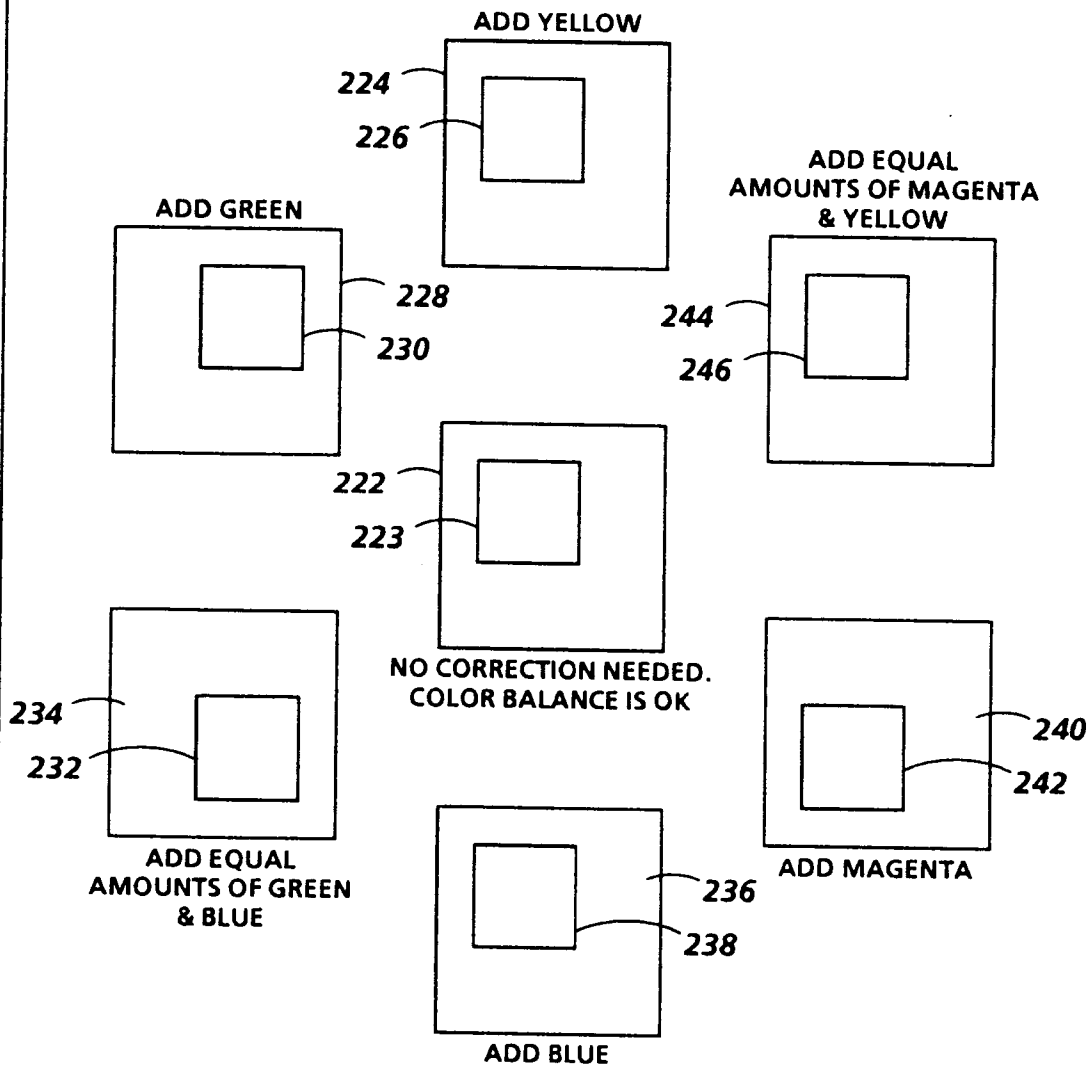 ADD YELLOW
224
226
ADD EQUAL
AMOUNTS OF MAGENTA
& YELLOW
ADD GREEN
228
230
244
246
222
223
NO CORRECTION NEEDED.
COLOR BALANCE IS OK
234
232
240
242
ADD EQUAL
AMOUNTS OF GREEN
& BLUE
ADD MAGENTA
236
238
ADD BLUE